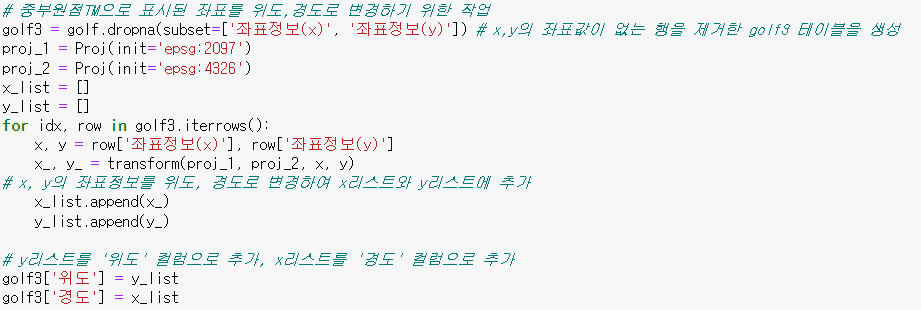 # 중부원점TM으로 표시된 좌표를 위도,경도로 변경하기 위한 작업
golf3 = golf.dropna(subset=['좌표정보(x)', '좌표정보(y)']) # x,y의 좌표값이 없는 행을 제거한 golf3 테이블을 생성
proj_1 = Proj(init='epsg:2097')
proj_2 = Proj(init='epsg:4326')
x_list = []
y_list = []
for idx, row in golf3.iterrows():
    x, y = row['좌표정보(x)'], row['좌표정보(y)']
    x_, y_ = transform(proj_1, proj_2, x, y)
# x, y의 좌표정보를 위도, 경도로 변경하여 x리스트와 y리스트에 추가
    x_list.append(x_)
    y_list.append(y_)

# y리스트를 '위도' 컬럼으로 추가, x리스트를 '경도' 컬럼으로 추가
golf3['위도'] = y_list
golf3['경도'] = x_list